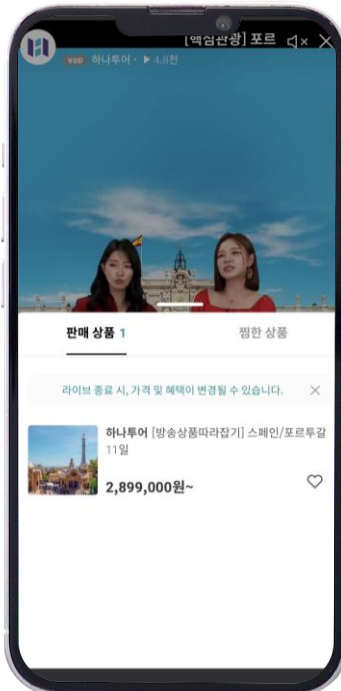 [핵심관광] 포르
VOD 하나투어 · ▶ 4.8천
판매 상품 1
찜한 상품
라이브 종료 시, 가격 및 혜택이 변경될 수 있습니다.
하나투어 [방송상품따라잡기] 스페인/포르투갈
11일
2,899,000원~